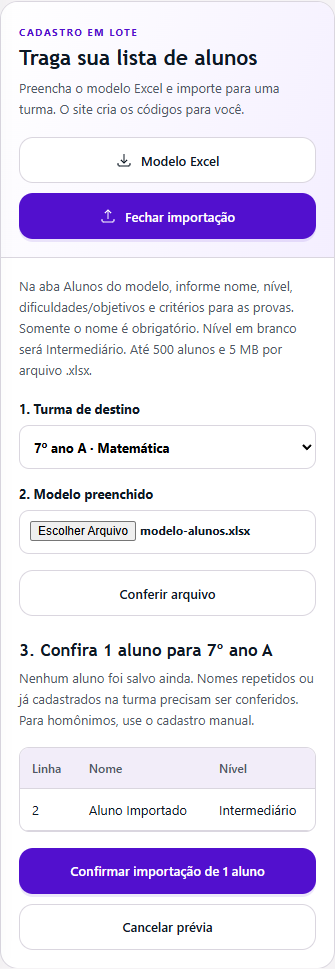 CADASTRO EM LOTE
Traga sua lista de alunos
Preencha o modelo Excel e importe para uma
turma. O site cria os códigos para você.
Modelo Excel
Fechar importação
Na aba Alunos do modelo, informe nome, nível,
dificuldades/objetivos e critérios para as provas.
Somente o nome é obrigatório. Nível em branco
será Intermediário. Até 500 alunos e 5 MB por
arquivo .xlsx.
1. Turma de destino
7º ano A · Matemática
2. Modelo preenchido
Escolher Arquivo modelo-alunos.xlsx
Conferir arquivo
3. Confira 1 aluno para 7º ano A
Nenhum aluno foi salvo ainda. Nomes repetidos ou
já cadastrados na turma precisam ser conferidos.
Para homônimos, use o cadastro manual.
Linha Nome Nível
2 Aluno Importado Intermediário
Confirmar importação de 1 aluno
Cancelar prévia